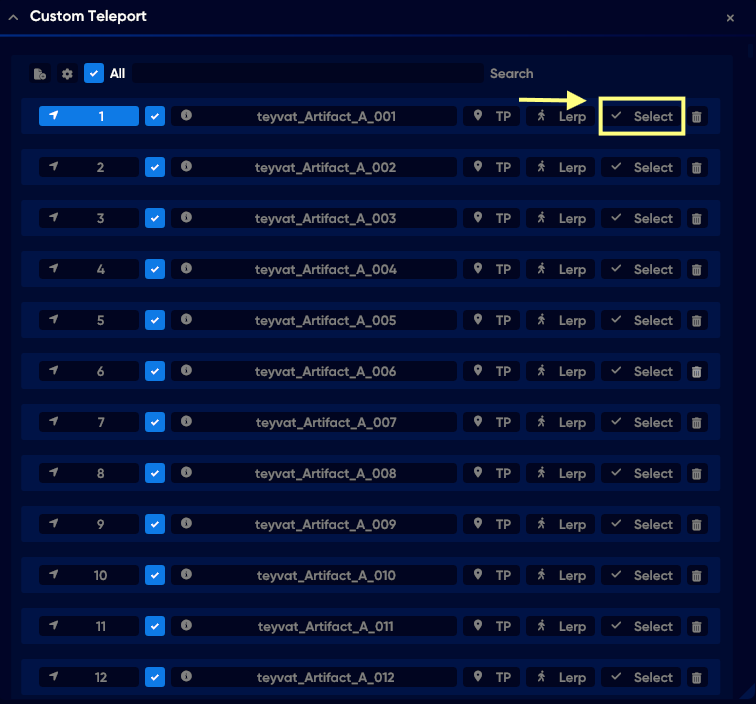 Custom Teleport
All Search
1 teyvat_Artifact_A_001 TP Lerp Select
2 teyvat_Artifact_A_002 TP Lerp Select
3 teyvat_Artifact_A_003 TP Lerp Select
4 teyvat_Artifact_A_004 TP Lerp Select
5 teyvat_Artifact_A_005 TP Lerp Select
6 teyvat_Artifact_A_006 TP Lerp Select
7 teyvat_Artifact_A_007 TP Lerp Select
8 teyvat_Artifact_A_008 TP Lerp Select
9 teyvat_Artifact_A_009 TP Lerp Select
10 teyvat_Artifact_A_010 TP Lerp Select
11 teyvat_Artifact_A_011 TP Lerp Select
12 teyvat_Artifact_A_012 TP Lerp Select